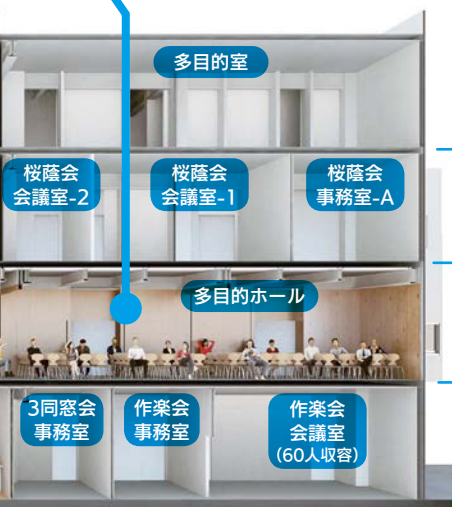 多目的室
桜蔭会
会議室-2
桜蔭会
会議室-1
桜蔭会
事務室-A
多目的ホール
3同窓会
事務室
作楽会
事務室
作楽会
会議室
(60人収容)